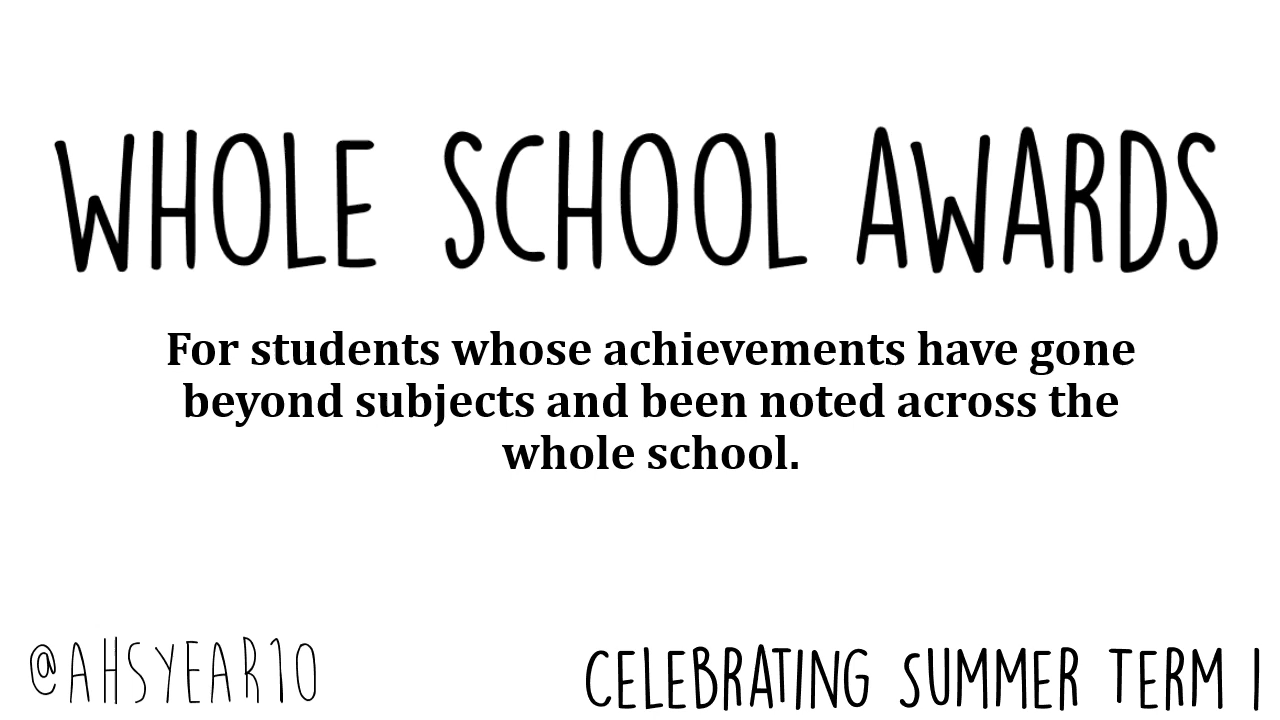 WHOLE SCHOOL AWARDS
For students whose achievements have gone
beyond subjects and been noted across the
whole school.
@AHSYEAR10
CELEBRATING SUMMER TERM 1